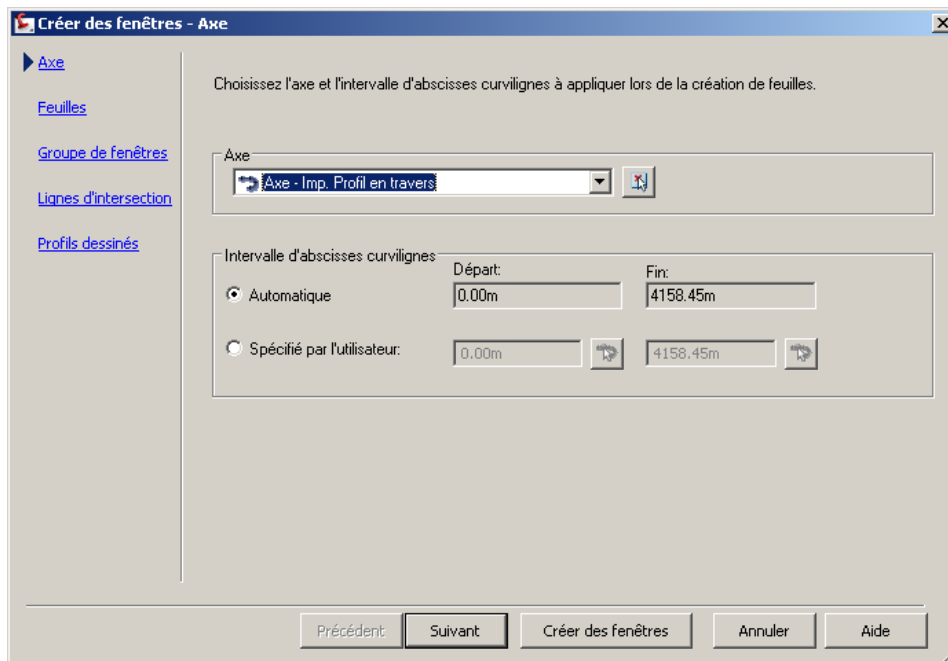 Créer des fenêtres - Axe
Axe
Feuilles
Groupe de fenêtres
Lignes d'intersection
Profils dessinés
Choisissez l'axe et l'intervalle d'abscisses curvilignes à appliquer lors de la création de feuilles.
Axe
Axe - Imp. Profil en travers
Intervalle d'abscisses curvilignes
Départ: Fin:
Automatique 0.00m 4158.45m
Spécifié par l'utilisateur: 0.00m 4158.45m
Précédent Suivant Créer des fenêtres Annuler Aide